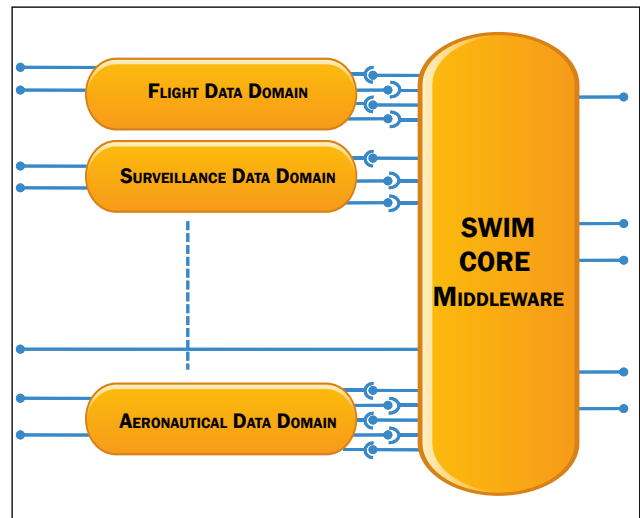 Flight Data Domain
Surveillance Data Domain
SWIM
CORE
Middleware
Aeronautical Data Domain